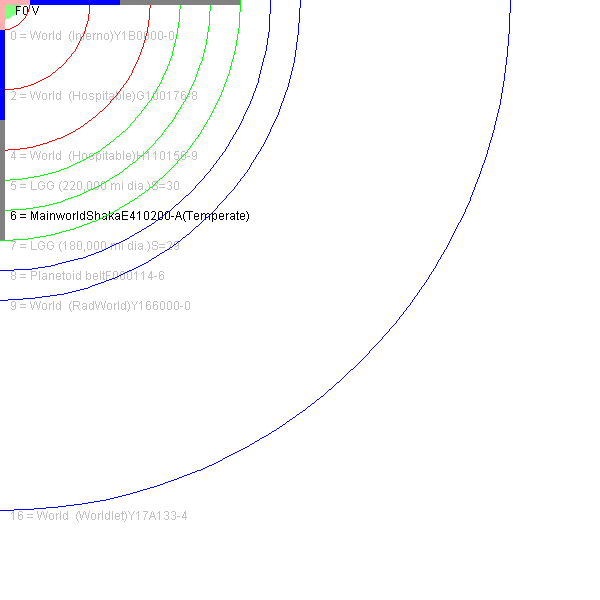 F0 V
0 = World  (Inferno)Y1B0000-0
2 = World  (Hospitable)G100176-8
4 = World  (Hospitable)H110156-9
5 = LGG (220,000 mi dia.)S=30
6 = MainworldShakaE410200-A(Temperate)
7 = LGG (180,000 mi dia.)S=29
8 = Planetoid beltF000114-6
9 = World  (RadWorld)Y166000-0
16 = World  (Worldlet)Y17A133-4